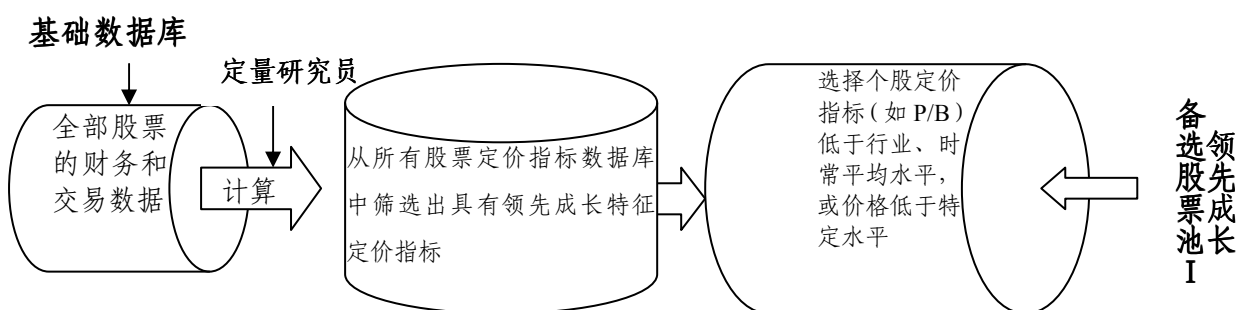 基础数据库
定量研究员
全部股票
的财务和
交易数据
计算
从所有股票定价指标数据库
中筛选出具有领先成长特征
定价指标
选择个股定价
指标(如 P/B)
低于行业、时
常平均水平,
或价格低于特
定水平
领先成长
备选股票池 I